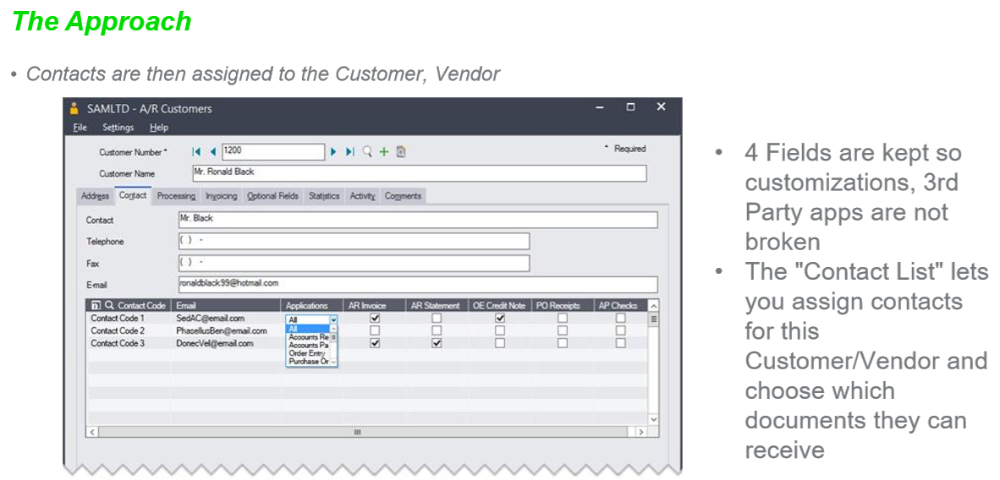 The Approach
• Contacts are then assigned to the Customer, Vendor
SAMLTD - A/R Customers
File Settings Help
Customer Number * 1200 * Required
Customer Name Mr. Ronald Black
Address Contact Processing Invoicing Optional Fields Statistics Activity Comments
Contact Mr. Black
Telephone ( ) -
Fax ( ) -
E-mail ronaldblack99@hotmail.com
Contact Code Email Applications AR Invoice AR Statement OE Credit Note PO Receipts AP Checks
Contact Code 1 SedAC@email.com All
Contact Code 2 PhasellusBen@email.com All
Contact Code 3 DonecVel@email.com Accounts Re
Accounts Pa
Order Entry
Purchase Or
• 4 Fields are kept so
customizations, 3rd
Party apps are not
broken
• The "Contact List" lets
you assign contacts
for this
Customer/Vendor and
choose which
documents they can
receive